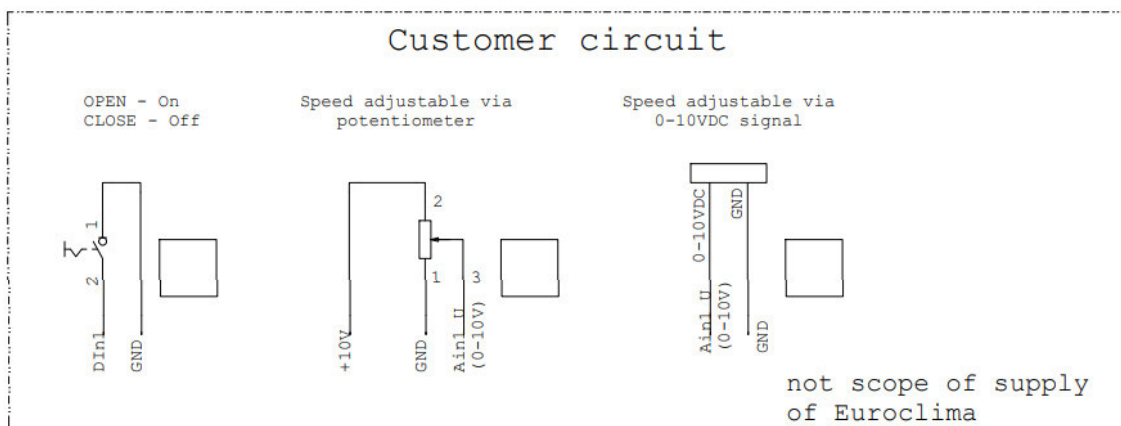 Customer circuit
OPEN - On
CLOSE - Off
Speed adjustable via
potentiometer
Speed adjustable via
0-10VDC signal
1
2
DIn1
GND
2
1
3
+10V
GND
Ain1 U
(0-10V)
0-10VDC
GND
Ain1 U
(0-10V)
GND
not scope of supply
of Euroclima